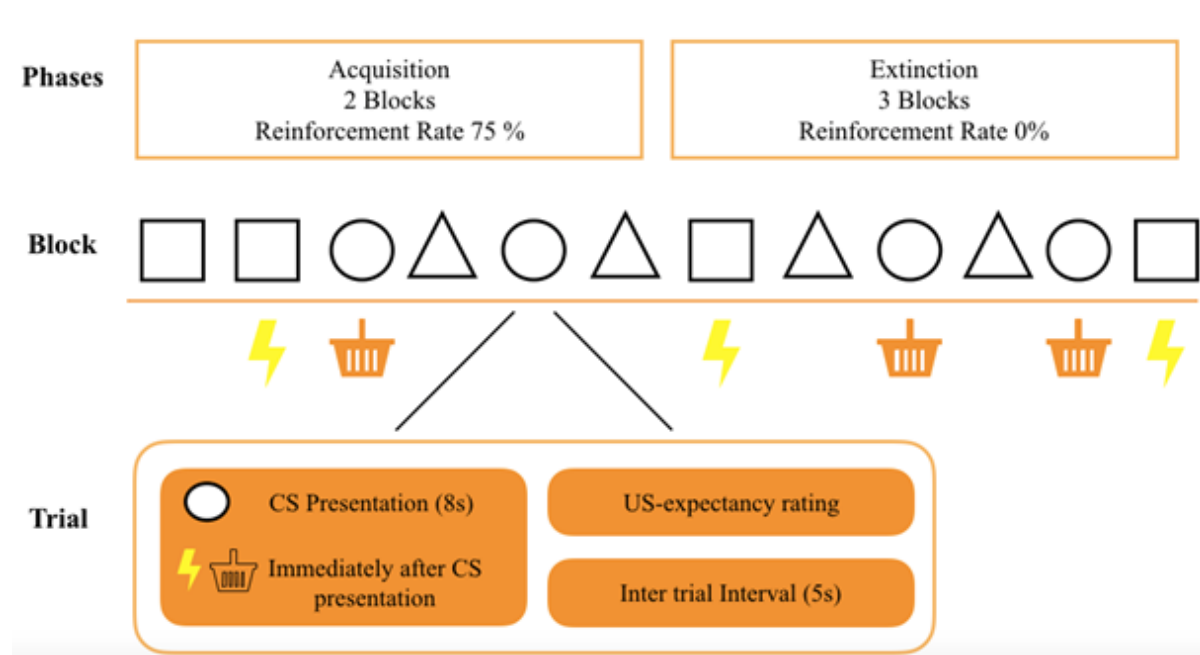 Phases
Acquisition
2 Blocks
Reinforcement Rate 75 %
Extinction
3 Blocks
Reinforcement Rate 0%
Block
Trial
CS Presentation (8s)
Immediately after CS
presentation
US-expectancy rating
Inter trial Interval (5s)